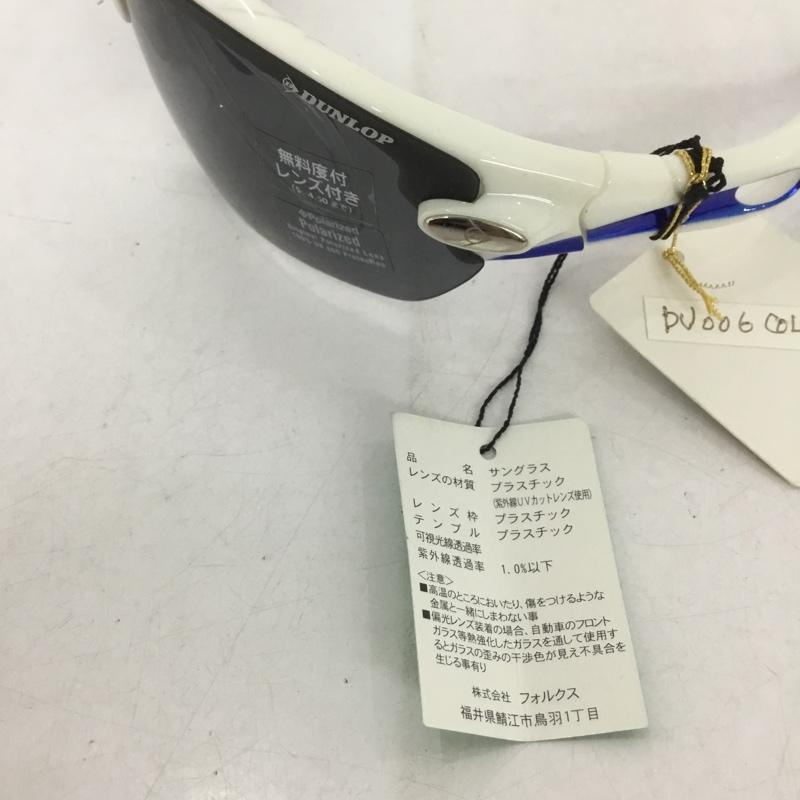 DUNLOP
無料度付
レンズ付き
(S-4.50まで)
Polarized
Polarized
100% UV 400 Protection
DU006 COL
品名 サングラス
レンズの材質 プラスチック
(紫外線UVカットレンズ使用)
レンズ枠 プラスチック
テンプル プラスチック
可視光線透過率
紫外線透過率 1.0%以下
<注意>
■高温のところにおいたり、傷をつけるような
金属と一緒にしまわない事
■偏光レンズ装着の場合、自動車のフロント
ガラス等熱強化したガラスを通して使用す
るとガラスの歪みの干渉色が見え不具合を
生じる事有り
株式会社 フォルクス
福井県鯖江市鳥羽1丁目